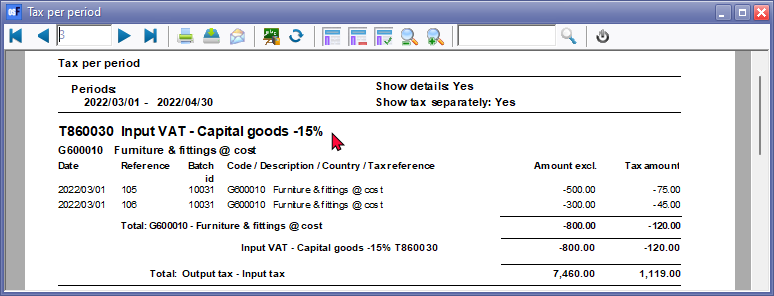 Tax per period
3
Tax per period
Periods:
2022/03/01 - 2022/04/30
Show details: Yes
Show tax separately: Yes
T860030 Input VAT - Capital goods -15%
G600010 Furniture & fittings @ cost
Date Reference Batch id Code / Description / Country / Tax reference Amount excl. Tax amount
2022/03/01 105 10031 G600010 Furniture & fittings @ cost -500.00 -75.00
2022/03/01 106 10031 G600010 Furniture & fittings @ cost -300.00 -45.00
Total: G600010 - Furniture & fittings @ cost -800.00 -120.00
Input VAT - Capital goods -15% T860030 -800.00 -120.00
Total: Output tax - Input tax 7,460.00 1,119.00